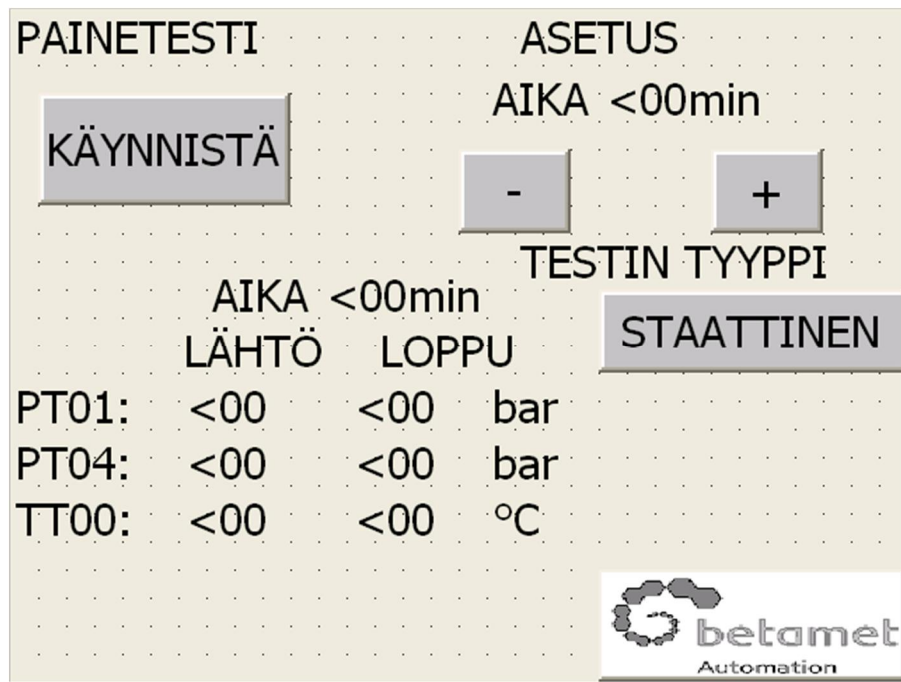 PAINETESTI
ASETUS
AIKA <00min
KÄYNNISTÄ
- +
TESTIN TYYPPI
STAATTINEN
AIKA <00min
LÄHTÖ LOPPU
PT01: <00 <00 bar
PT04: <00 <00 bar
TT00: <00 <00 °C
betamet
Automation